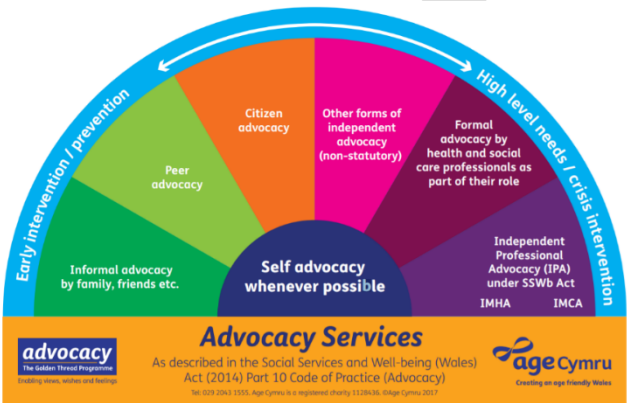 Early intervention / prevention
High level needs / crisis intervention
Informal advocacy
by family, friends etc.
Peer
advocacy
Citizen
advocacy
Other forms of
independent
advocacy
(non-statutory)
Formal
advocacy by
health and social
care professionals as
part of their role
Independent
Professional
Advocacy (IPA)
under SSWb Act
IMHA IMCA
Self advocacy
whenever possible
advocacy
The Golden Thread Programme
Enabling views, wishes and feelings
Advocacy Services
As described in the Social Services and Well-being (Wales)
Act (2014) Part 10 Code of Practice (Advocacy)
Tel: 029 2043 1555. Age Cymru is a registered charity 1128436. ©Age Cymru 2017
age Cymru
Creating an age friendly Wales